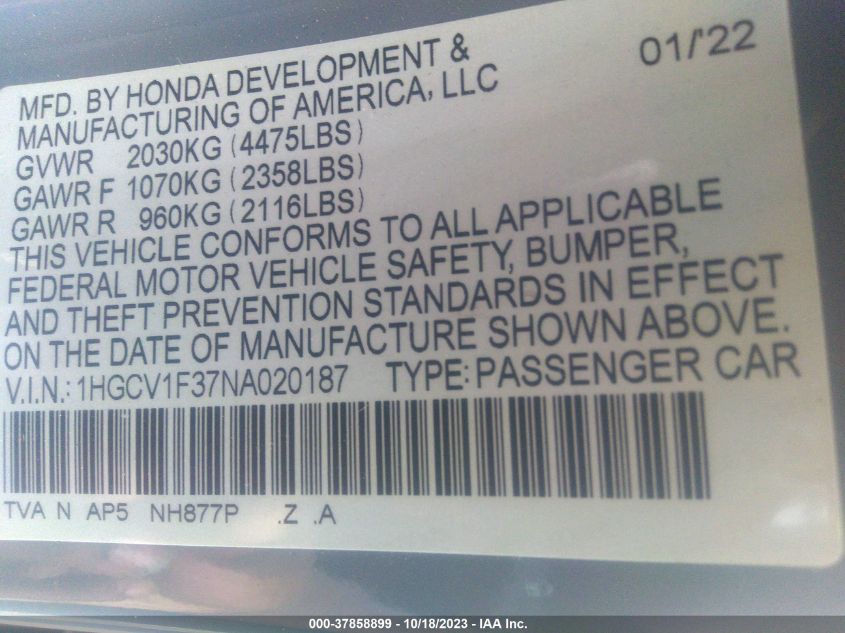 MFD. BY HONDA DEVELOPMENT & 01/'22
MANUFACTURING OF AMERICA, LLC
GVWR 2030KG (4475LBS)
GAWR F 1070KG (2358LBS)
GAWR R 960KG (2116LBS)
THIS VEHICLE CONFORMS TO ALL APPLICABLE
FEDERAL MOTOR VEHICLE SAFETY, BUMPER,
AND THEFT PREVENTION STANDARDS IN EFFECT
ON THE DATE OF MANUFACTURE SHOWN ABOVE.
V.I.N.: 1HGCV1F37NA020187 TYPE: PASSENGER CAR
TVA N AP5 NH877P .Z .A
000-37858899 - 10/18/2023 - IAA Inc.